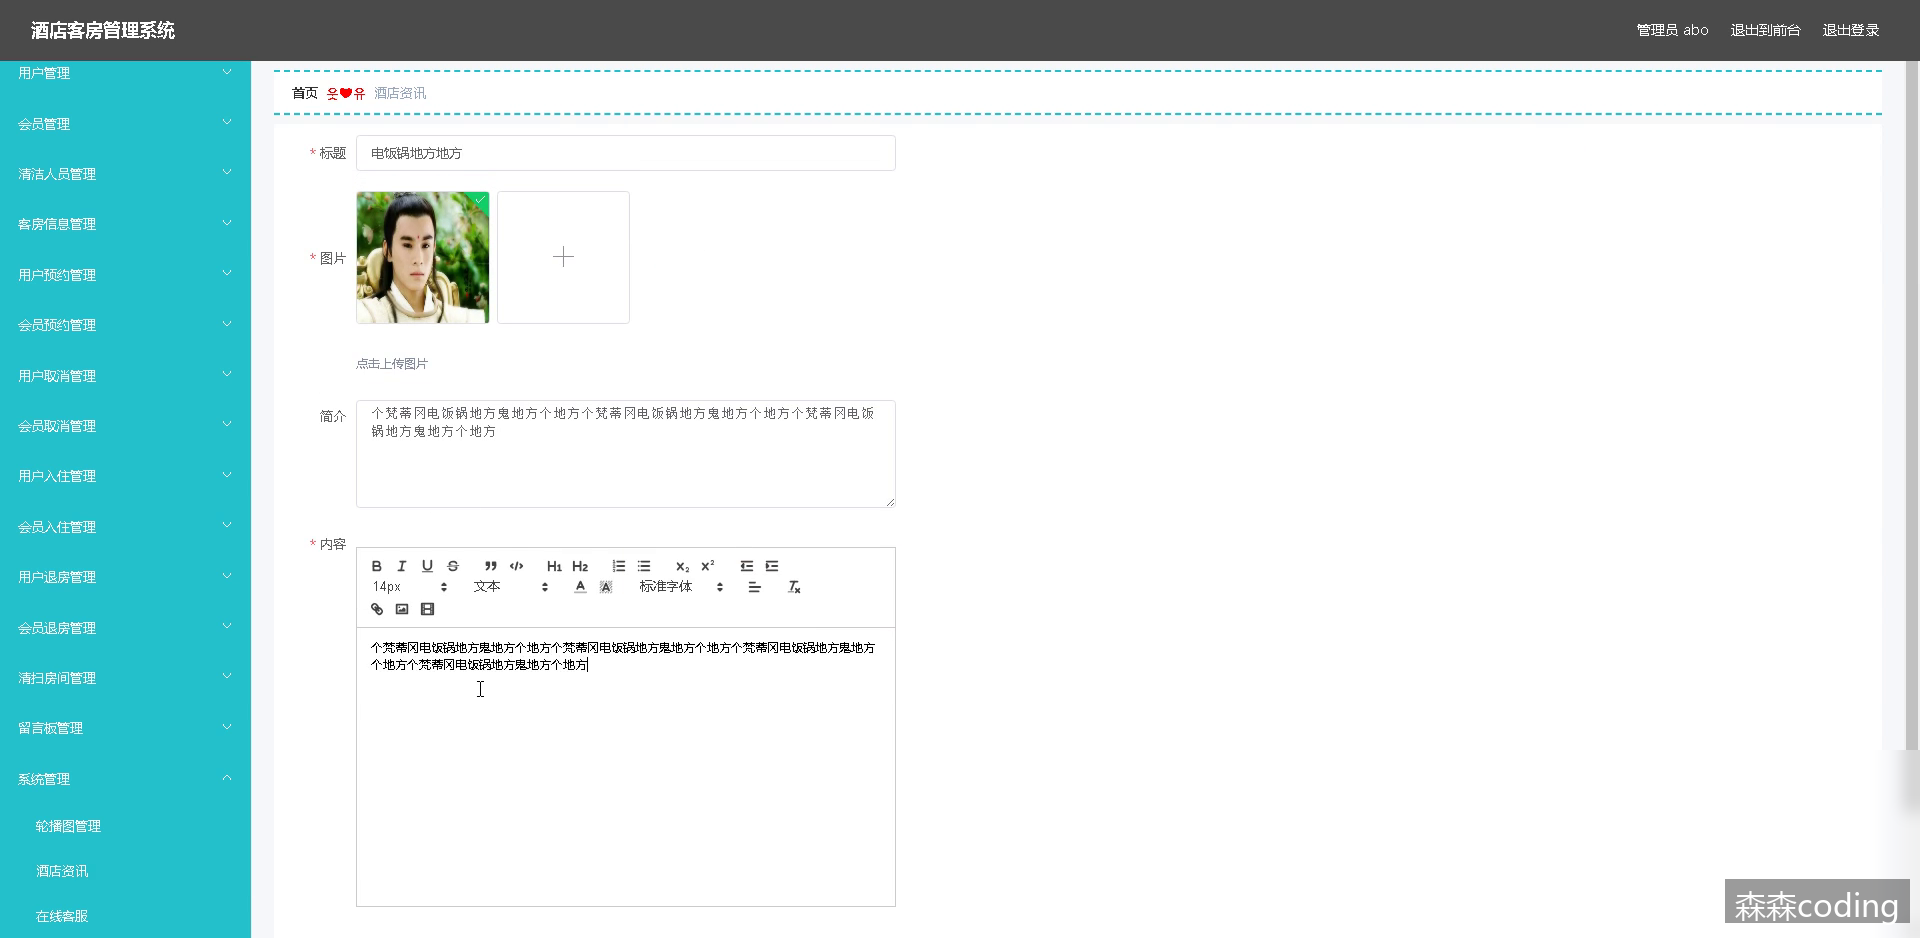 酒店客房管理系统
管理员 abo
退出到前台
退出登录
用户管理
会员管理
清洁人员管理
客房信息管理
用户预约管理
会员预约管理
用户取消管理
会员取消管理
用户入住管理
会员入住管理
用户退房管理
会员退房管理
清扫房间管理
留言板管理
系统管理
轮播图管理
酒店资讯
在线客服
首页 웃❤유 酒店资讯
* 标题
电饭锅地方地方
* 图片
点击上传图片
简介
个梵蒂冈电饭锅地方鬼地方个地方个梵蒂冈电饭锅地方鬼地方个地方个梵蒂冈电饭
锅地方鬼地方个地方
* 内容
B I U S ” </> H1 H2 x₂ x²
14px 文本 A A 标准字体 Tx
个梵蒂冈电饭锅地方鬼地方个地方个梵蒂冈电饭锅地方鬼地方个地方个梵蒂冈电饭锅地方鬼地方
个地方个梵蒂冈电饭锅地方鬼地方个地方
森森coding